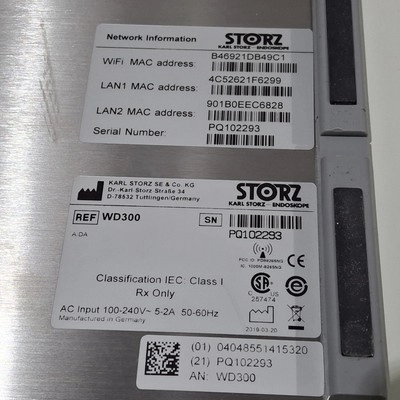 Network Information
STORZ
KARL STORZ - ENDOSKOPE
WiFi MAC address: B46921DB49C1
LAN1 MAC address: 4C52621F6299
LAN2 MAC address: 901B0EEC6828
Serial Number: PQ102293
KARL STORZ SE & Co. KG
Dr.-Karl-Storz-Straße 34
D-78532 Tuttlingen/Germany
STORZ
KARL STORZ - ENDOSKOPE
REF WD300
SN PQ102293
AIDA
Classification IEC: Class I
Rx Only
C US
257474
AC Input 100-240V~ 5-2A 50-60Hz
Manufactured in Germany
2019-03-20
(01) 04048551415320
(21) PQ102293
AN: WD300